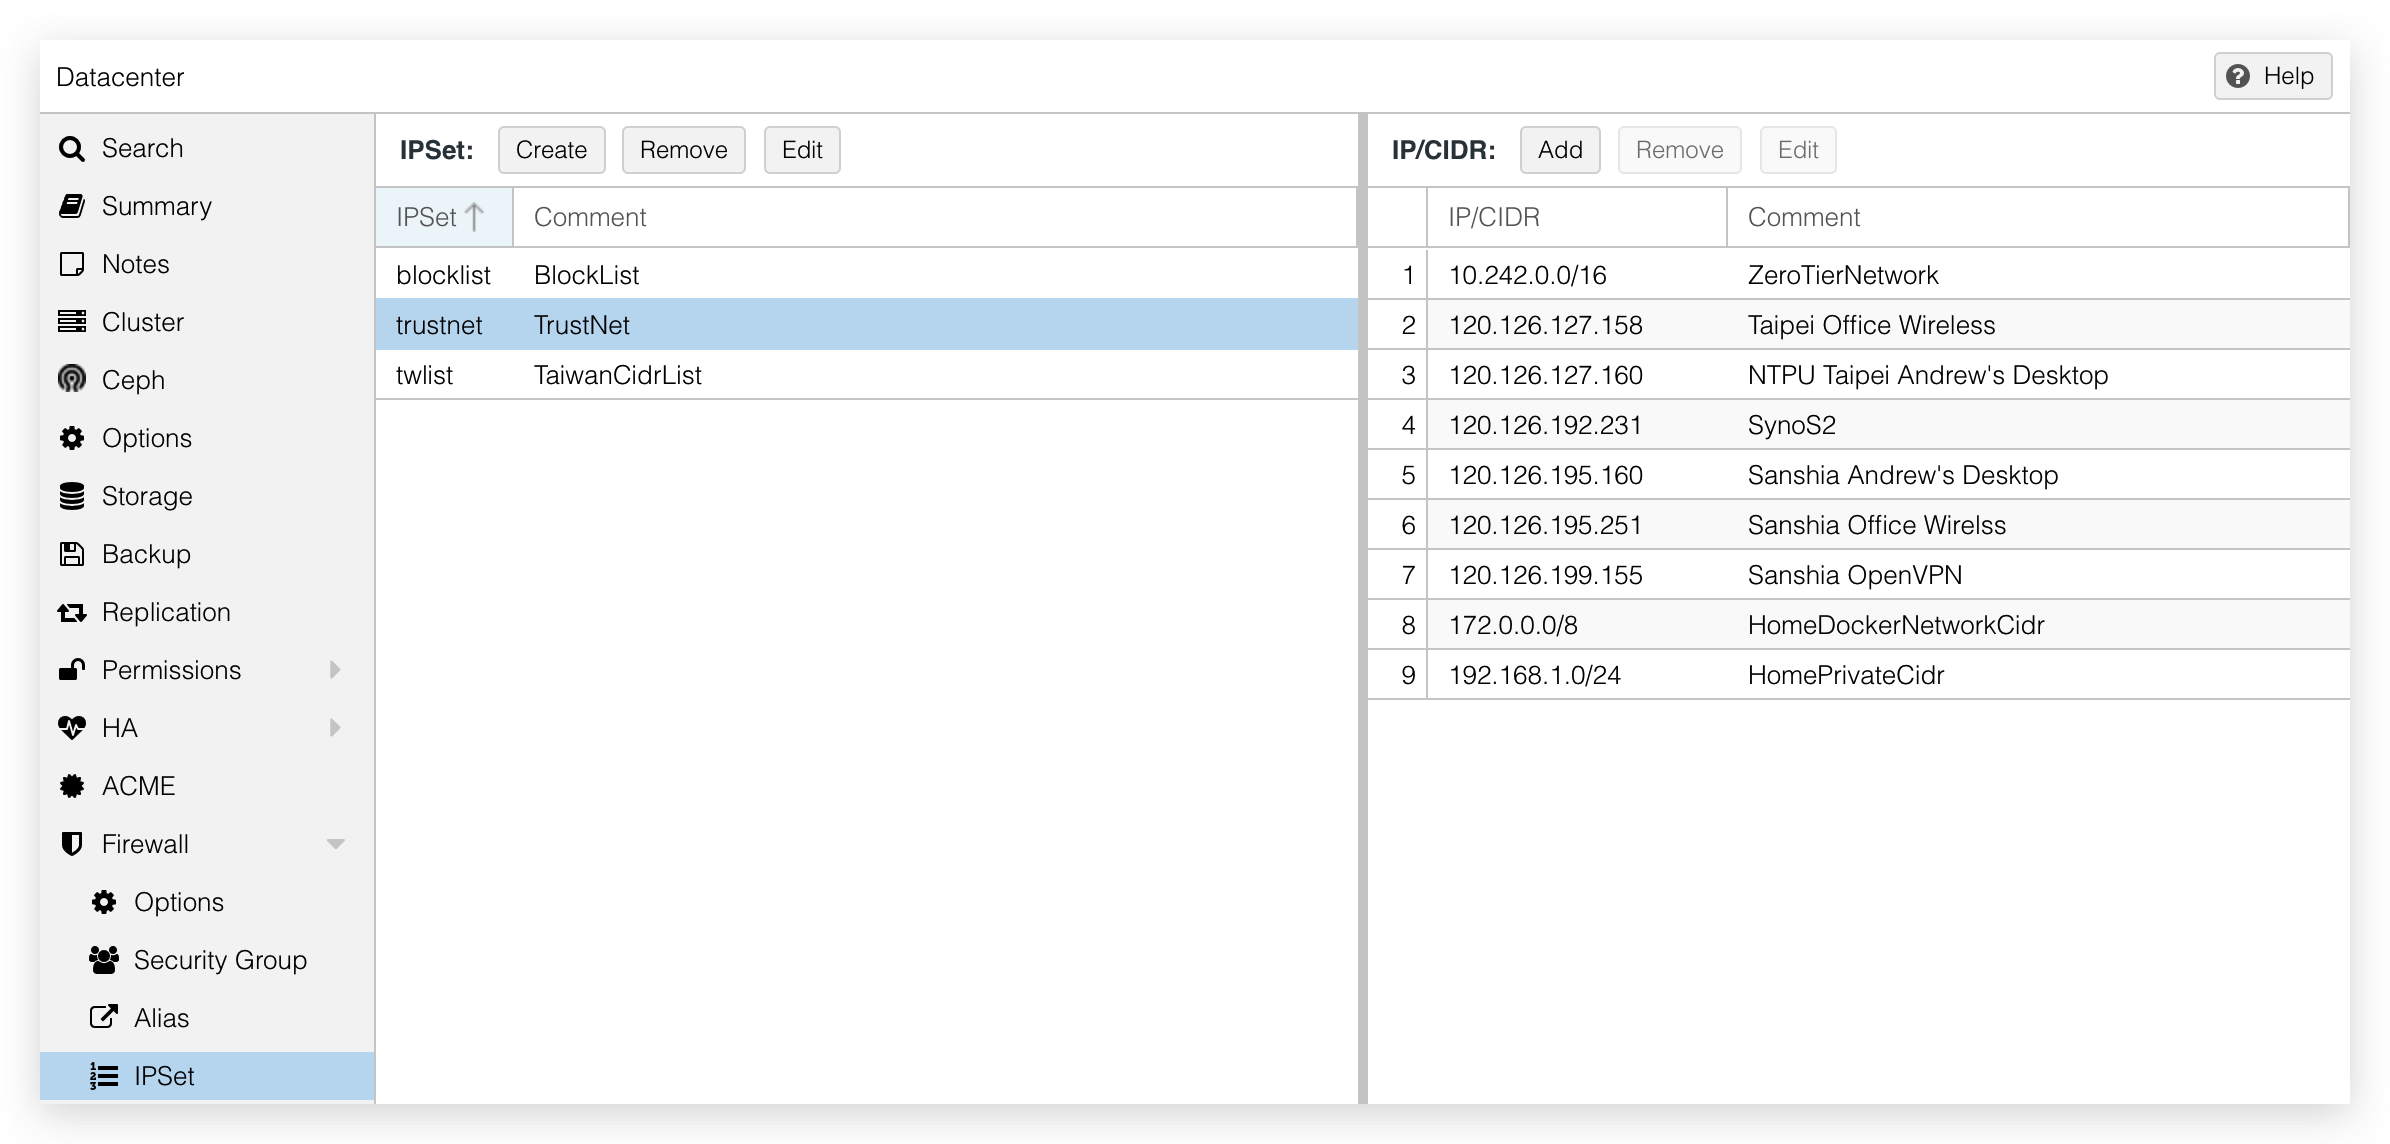 Datacenter
Help
Search
Summary
Notes
Cluster
Ceph
Options
Storage
Backup
Replication
Permissions
HA
ACME
Firewall
Options
Security Group
Alias
IPSet
IPSet: Create Remove Edit
IPSet Comment
blocklist BlockList
trustnet TrustNet
twlist TaiwanCidrList
IP/CIDR: Add Remove Edit
IP/CIDR Comment
1 10.242.0.0/16 ZeroTierNetwork
2 120.126.127.158 Taipei Office Wireless
3 120.126.127.160 NTPU Taipei Andrew's Desktop
4 120.126.192.231 SynoS2
5 120.126.195.160 Sanshia Andrew's Desktop
6 120.126.195.251 Sanshia Office Wirelss
7 120.126.199.155 Sanshia OpenVPN
8 172.0.0.0/8 HomeDockerNetworkCidr
9 192.168.1.0/24 HomePrivateCidr